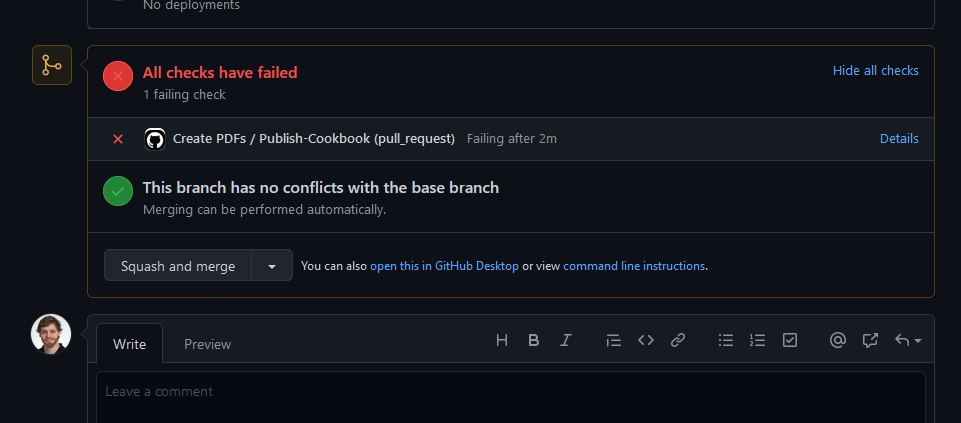 No deployments
All checks have failed
Hide all checks
1 failing check
Create PDFs / Publish-Cookbook (pull_request) Failing after 2m
Details
This branch has no conflicts with the base branch
Merging can be performed automatically.
Squash and merge
You can also open this in GitHub Desktop or view command line instructions.
Write
Preview
Leave a comment